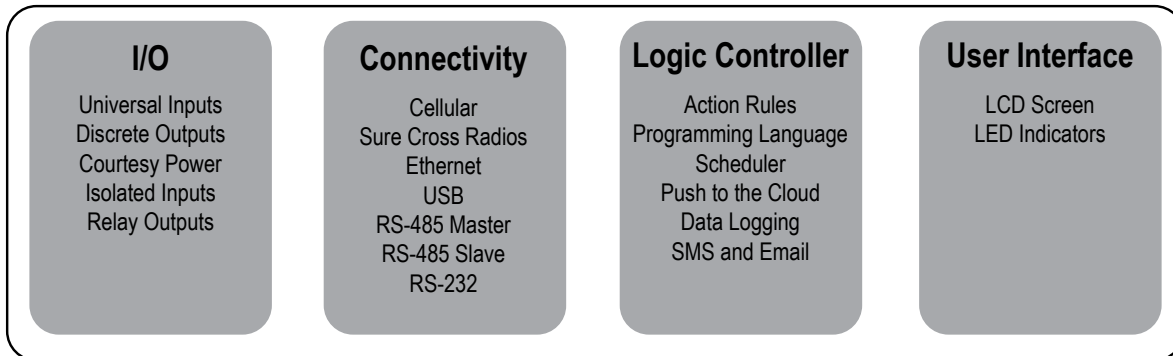 I/O
Universal Inputs
Discrete Outputs
Courtesy Power
Isolated Inputs
Relay Outputs
Connectivity
Cellular
Sure Cross Radios
Ethernet
USB
RS-485 Master
RS-485 Slave
RS-232
Logic Controller
Action Rules
Programming Language
Scheduler
Push to the Cloud
Data Logging
SMS and Email
User Interface
LCD Screen
LED Indicators